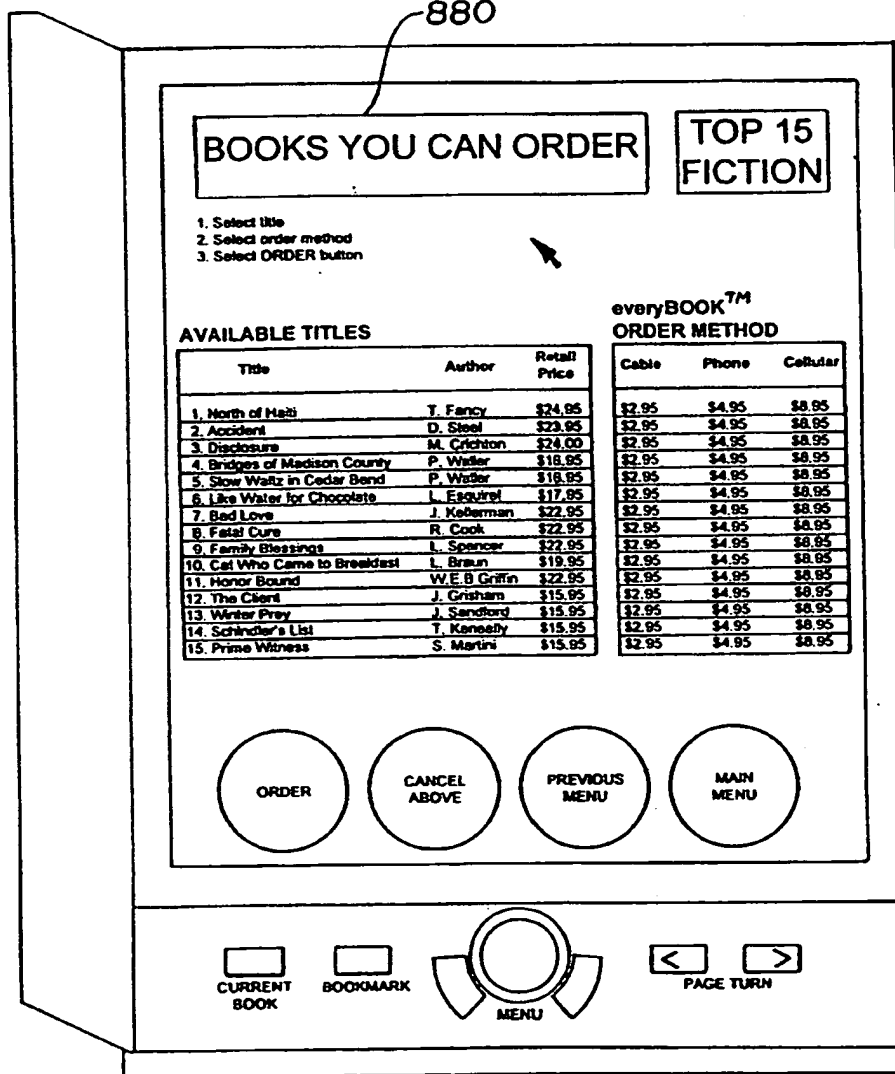 880
BOOKS YOU CAN ORDER
TOP 15
FICTION
1. Select title
2. Select order method
3. Select ORDER button
everyBOOK™
AVAILABLE TITLES
ORDER METHOD
Title Author Retail Price Cable Phone Cellular
1. North of Haiti T. Fancy $24.95 $2.95 $4.95 $8.95
2. Accident D. Steel $23.95 $2.95 $4.95 $8.95
3. Disclosure M. Crichton $24.00 $2.95 $4.95 $8.95
4. Bridges of Madison County P. Waller $16.95 $2.95 $4.95 $8.95
5. Slow Waltz in Cedar Bend P. Waller $16.95 $2.95 $4.95 $8.95
6. Like Water for Chocolate L. Esquirel $17.95 $2.95 $4.95 $8.95
7. Bad Love J. Kellerman $22.95 $2.95 $4.95 $8.95
8. Fatal Cure R. Cook $22.95 $2.95 $4.95 $8.95
9. Family Blessings L. Spencer $22.95 $2.95 $4.95 $8.95
10. Cat Who Came to Breakfast L. Braun $19.95 $2.95 $4.95 $8.95
11. Honor Bound W.E.B Griffin $22.95 $2.95 $4.95 $8.95
12. The Client J. Grisham $15.95 $2.95 $4.95 $8.95
13. Winter Prey J. Sandford $15.95 $2.95 $4.95 $8.95
14. Schindler's List T. Keneally $15.95 $2.95 $4.95 $8.95
15. Prime Witness S. Martini $15.95 $2.95 $4.95 $8.95
ORDER
CANCEL
ABOVE
PREVIOUS
MENU
MAIN
MENU
< >
CURRENT
BOOK
BOOKMARK
MENU
PAGE TURN